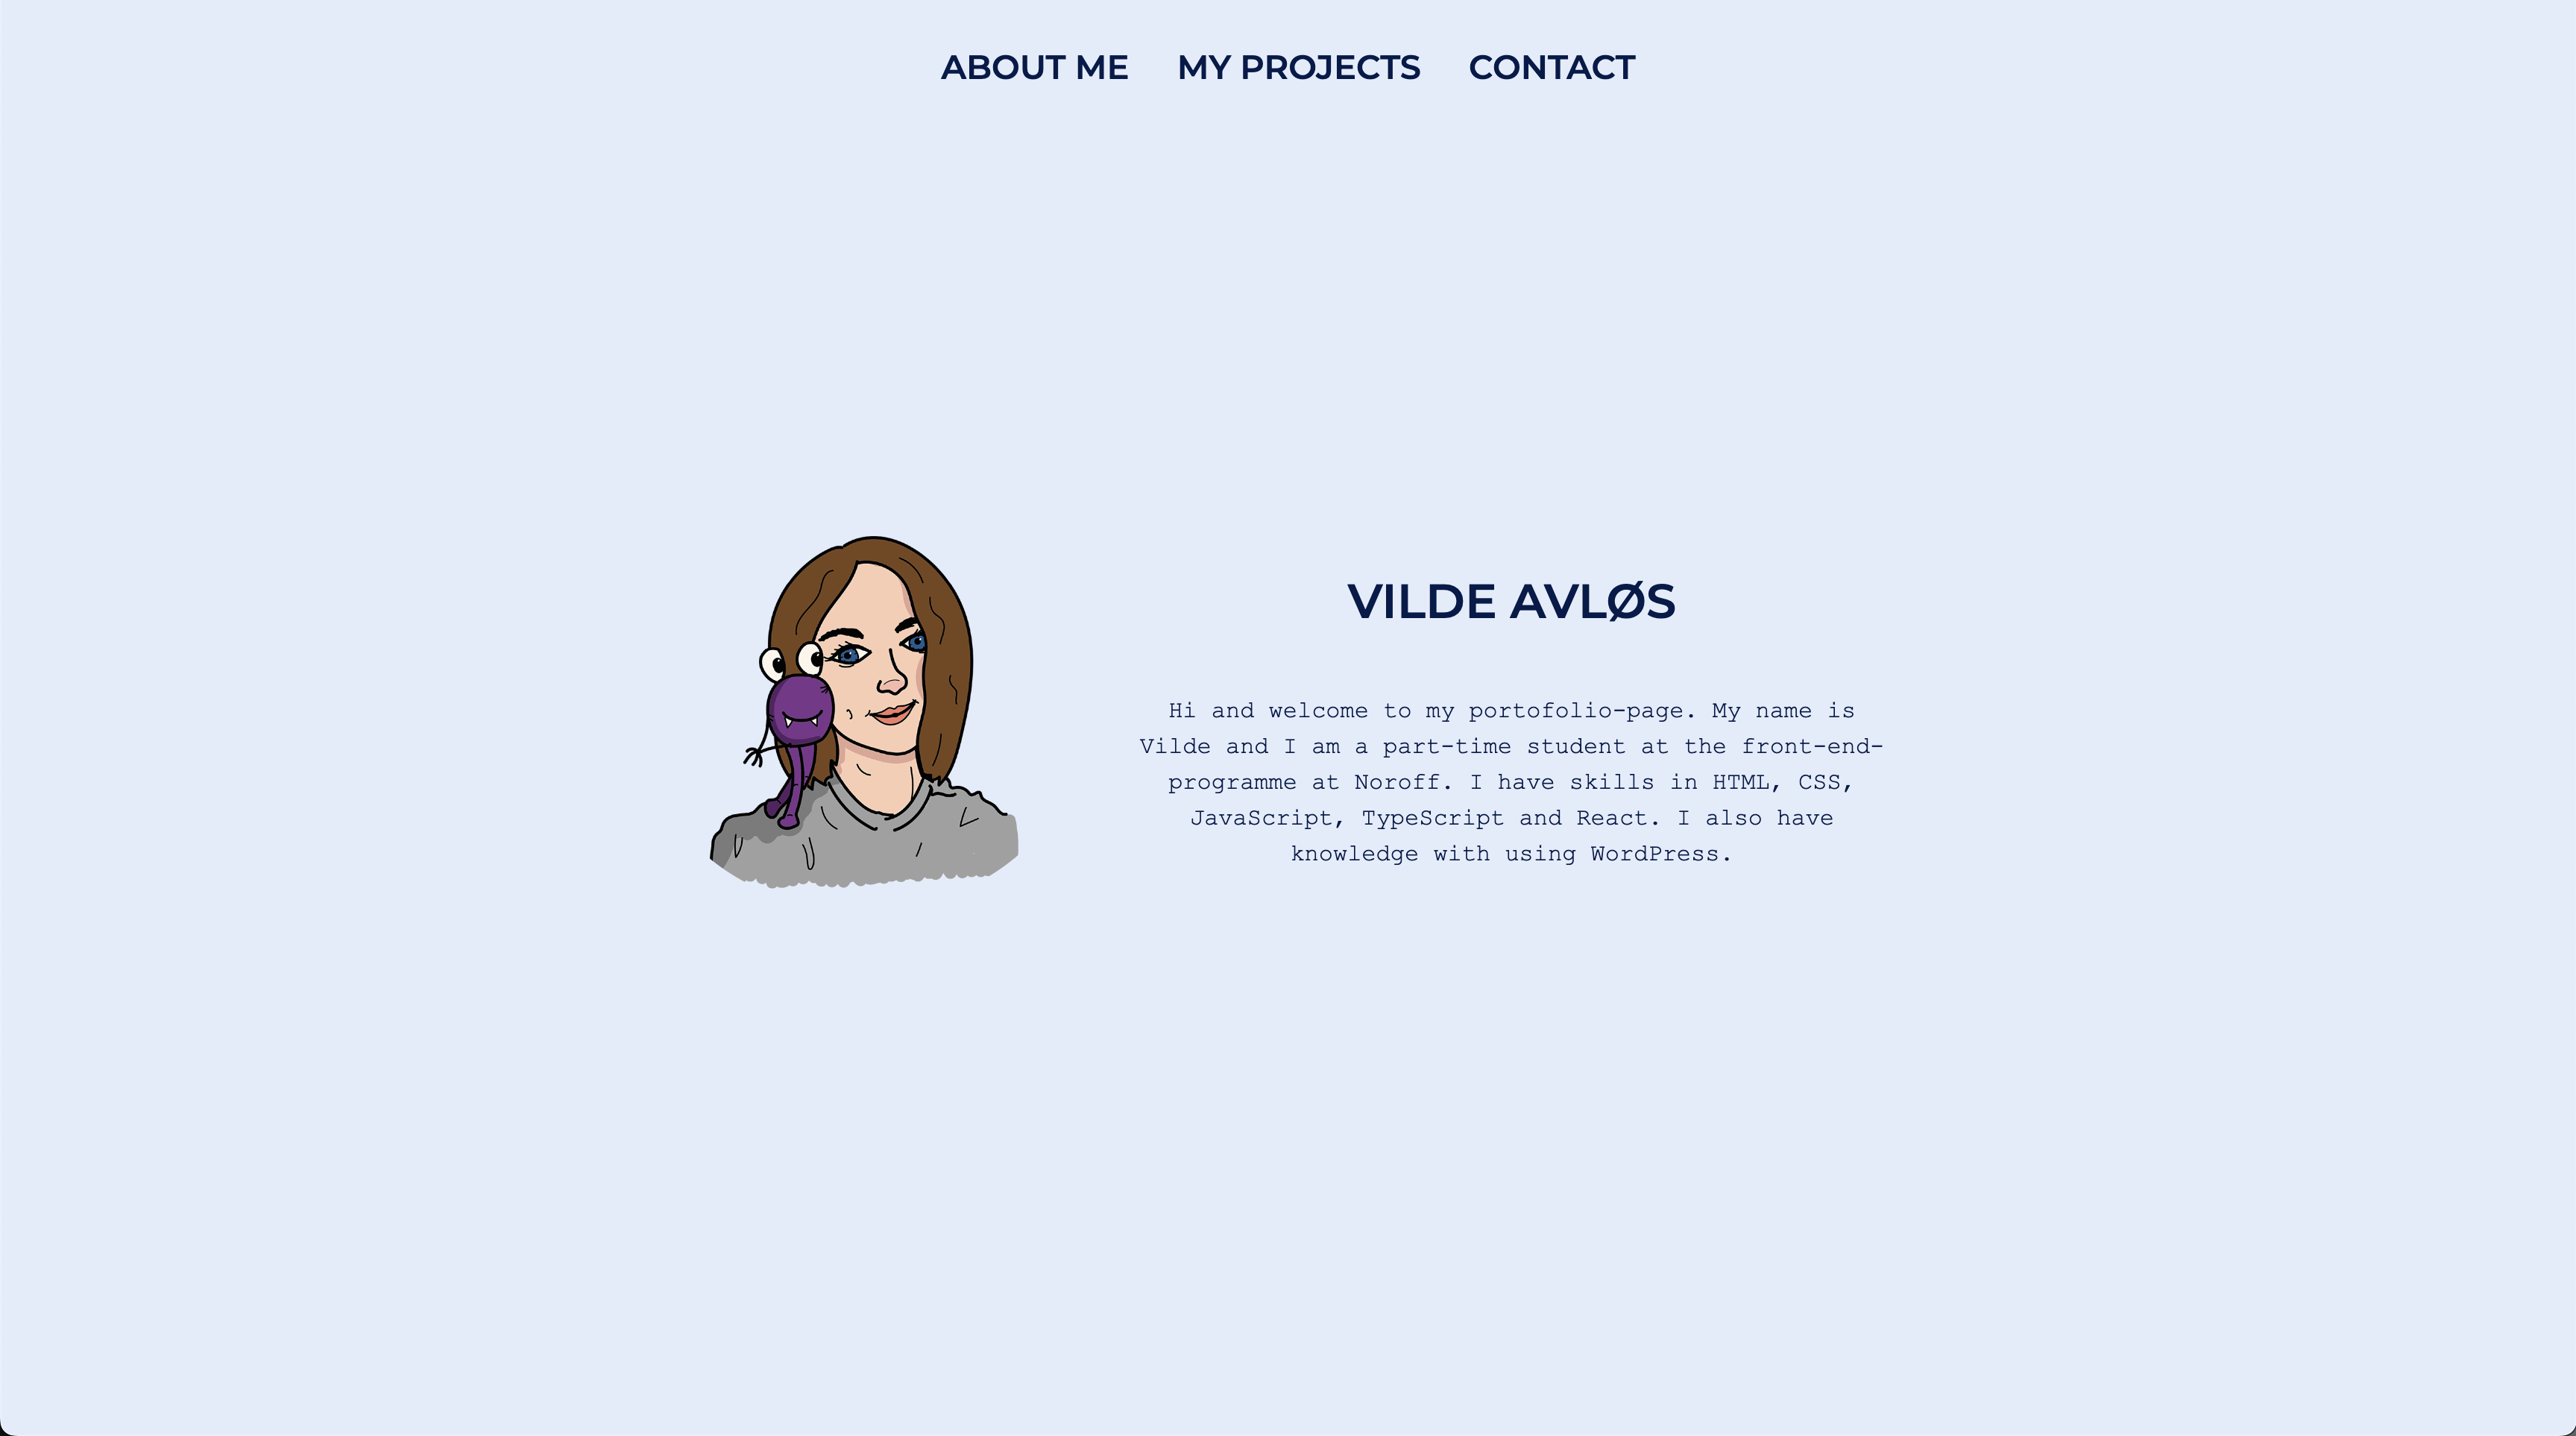 ABOUT ME MY PROJECTS CONTACT
VILDE AVLØS
Hi and welcome to my portofolio-page. My name is
Vilde and I am a part-time student at the front-end-
programme at Noroff. I have skills in HTML, CSS,
JavaScript, TypeScript and React. I also have
knowledge with using WordPress.